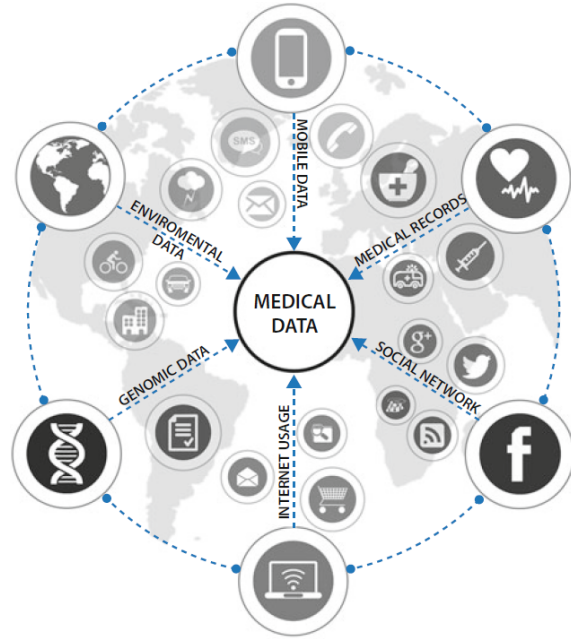 SMS
MOBILE DATA
ENVIROMENTAL
DATA
MEDICAL RECORDS
MEDICAL
DATA
GENOMIC DATA
g+
SOCIAL NETWORK
INTERNET USAGE
f